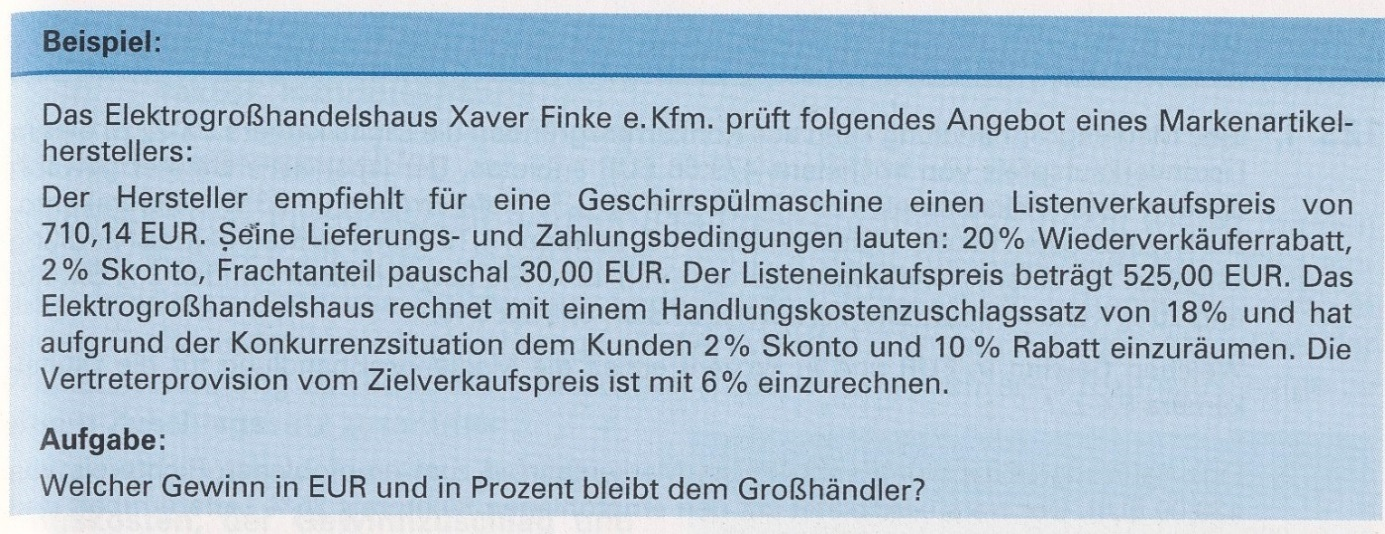 Beispiel:
Das Elektrogroßhandelshaus Xaver Finke e. Kfm. prüft folgendes Angebot eines Markenartikel-
herstellers:
Der Hersteller empfiehlt für eine Geschirrspülmaschine einen Listenverkaufspreis von
710,14 EUR. Seine Lieferungs- und Zahlungsbedingungen lauten: 20 % Wiederverkäuferrabatt,
2 % Skonto, Frachtanteil pauschal 30,00 EUR. Der Listeneinkaufspreis beträgt 525,00 EUR. Das
Elektrogroßhandelshaus rechnet mit einem Handlungskostenzuschlagssatz von 18 % und hat
aufgrund der Konkurrenzsituation dem Kunden 2 % Skonto und 10 % Rabatt einzuräumen. Die
Vertreterprovision vom Zielverkaufspreis ist mit 6 % einzurechnen.
Aufgabe:
Welcher Gewinn in EUR und in Prozent bleibt dem Großhändler?